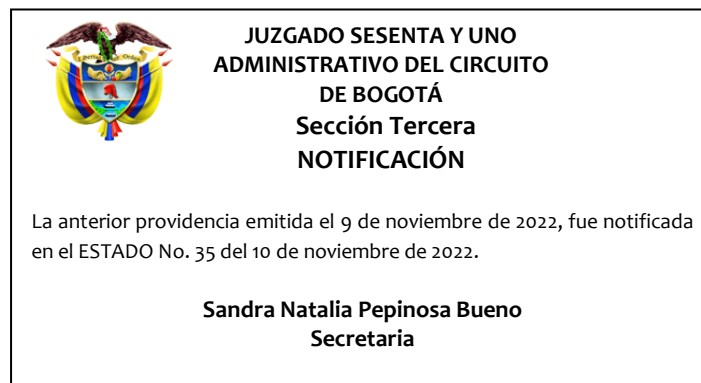 JUZGADO SESENTA Y UNO
ADMINISTRATIVO DEL CIRCUITO
DE BOGOTÁ
Sección Tercera
NOTIFICACIÓN
La anterior providencia emitida el 9 de noviembre de 2022, fue notificada
en el ESTADO No. 35 del 10 de noviembre de 2022.
Sandra Natalia Pepinosa Bueno
Secretaria